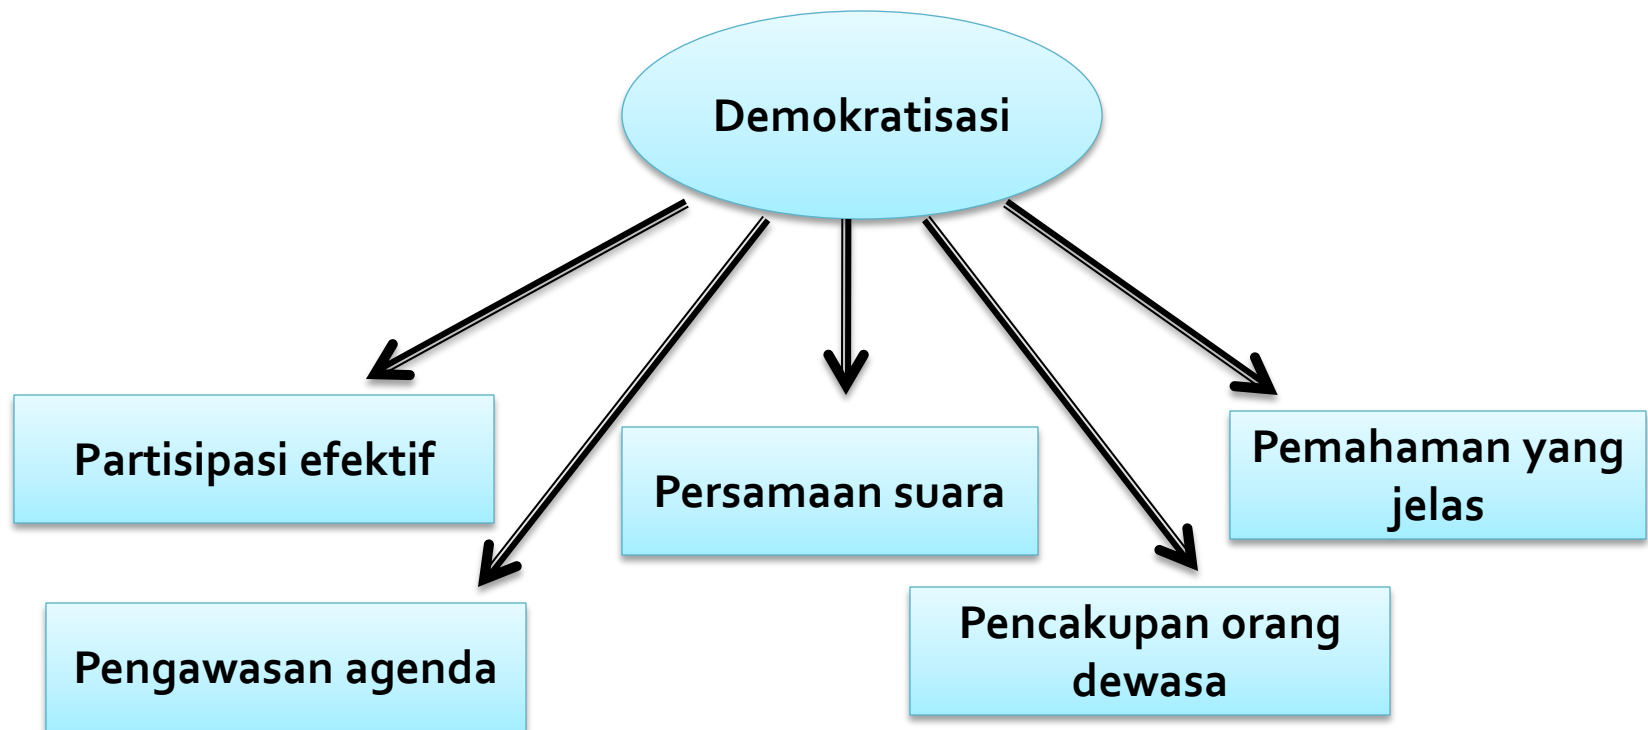 Demokratisasi
Partisipasi efektif
Persamaan suara
Pemahaman yang
jelas
Pengawasan agenda
Pencakupan orang
dewasa